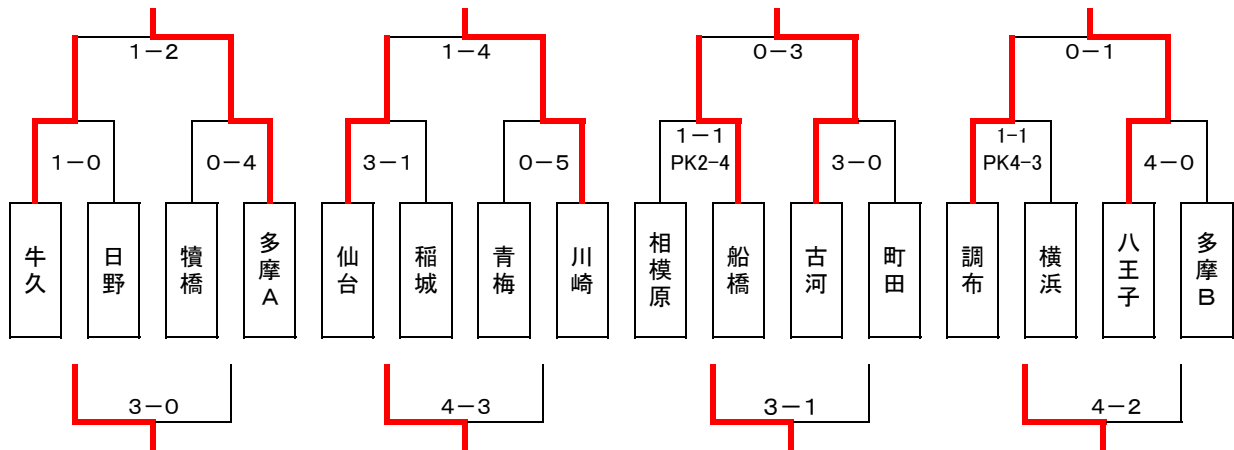 1－2
1－4
0－3
0－1
1－0
0－4
3－1
0－5
1－1
PK2-4
3－0
1-1
PK4-3
4－0
牛久
日野
犢橋
多摩A
仙台
稲城
青梅
川崎
相模原
船橋
古河
町田
調布
横浜
八王子
多摩B
3－0
4－3
3－1
4－2